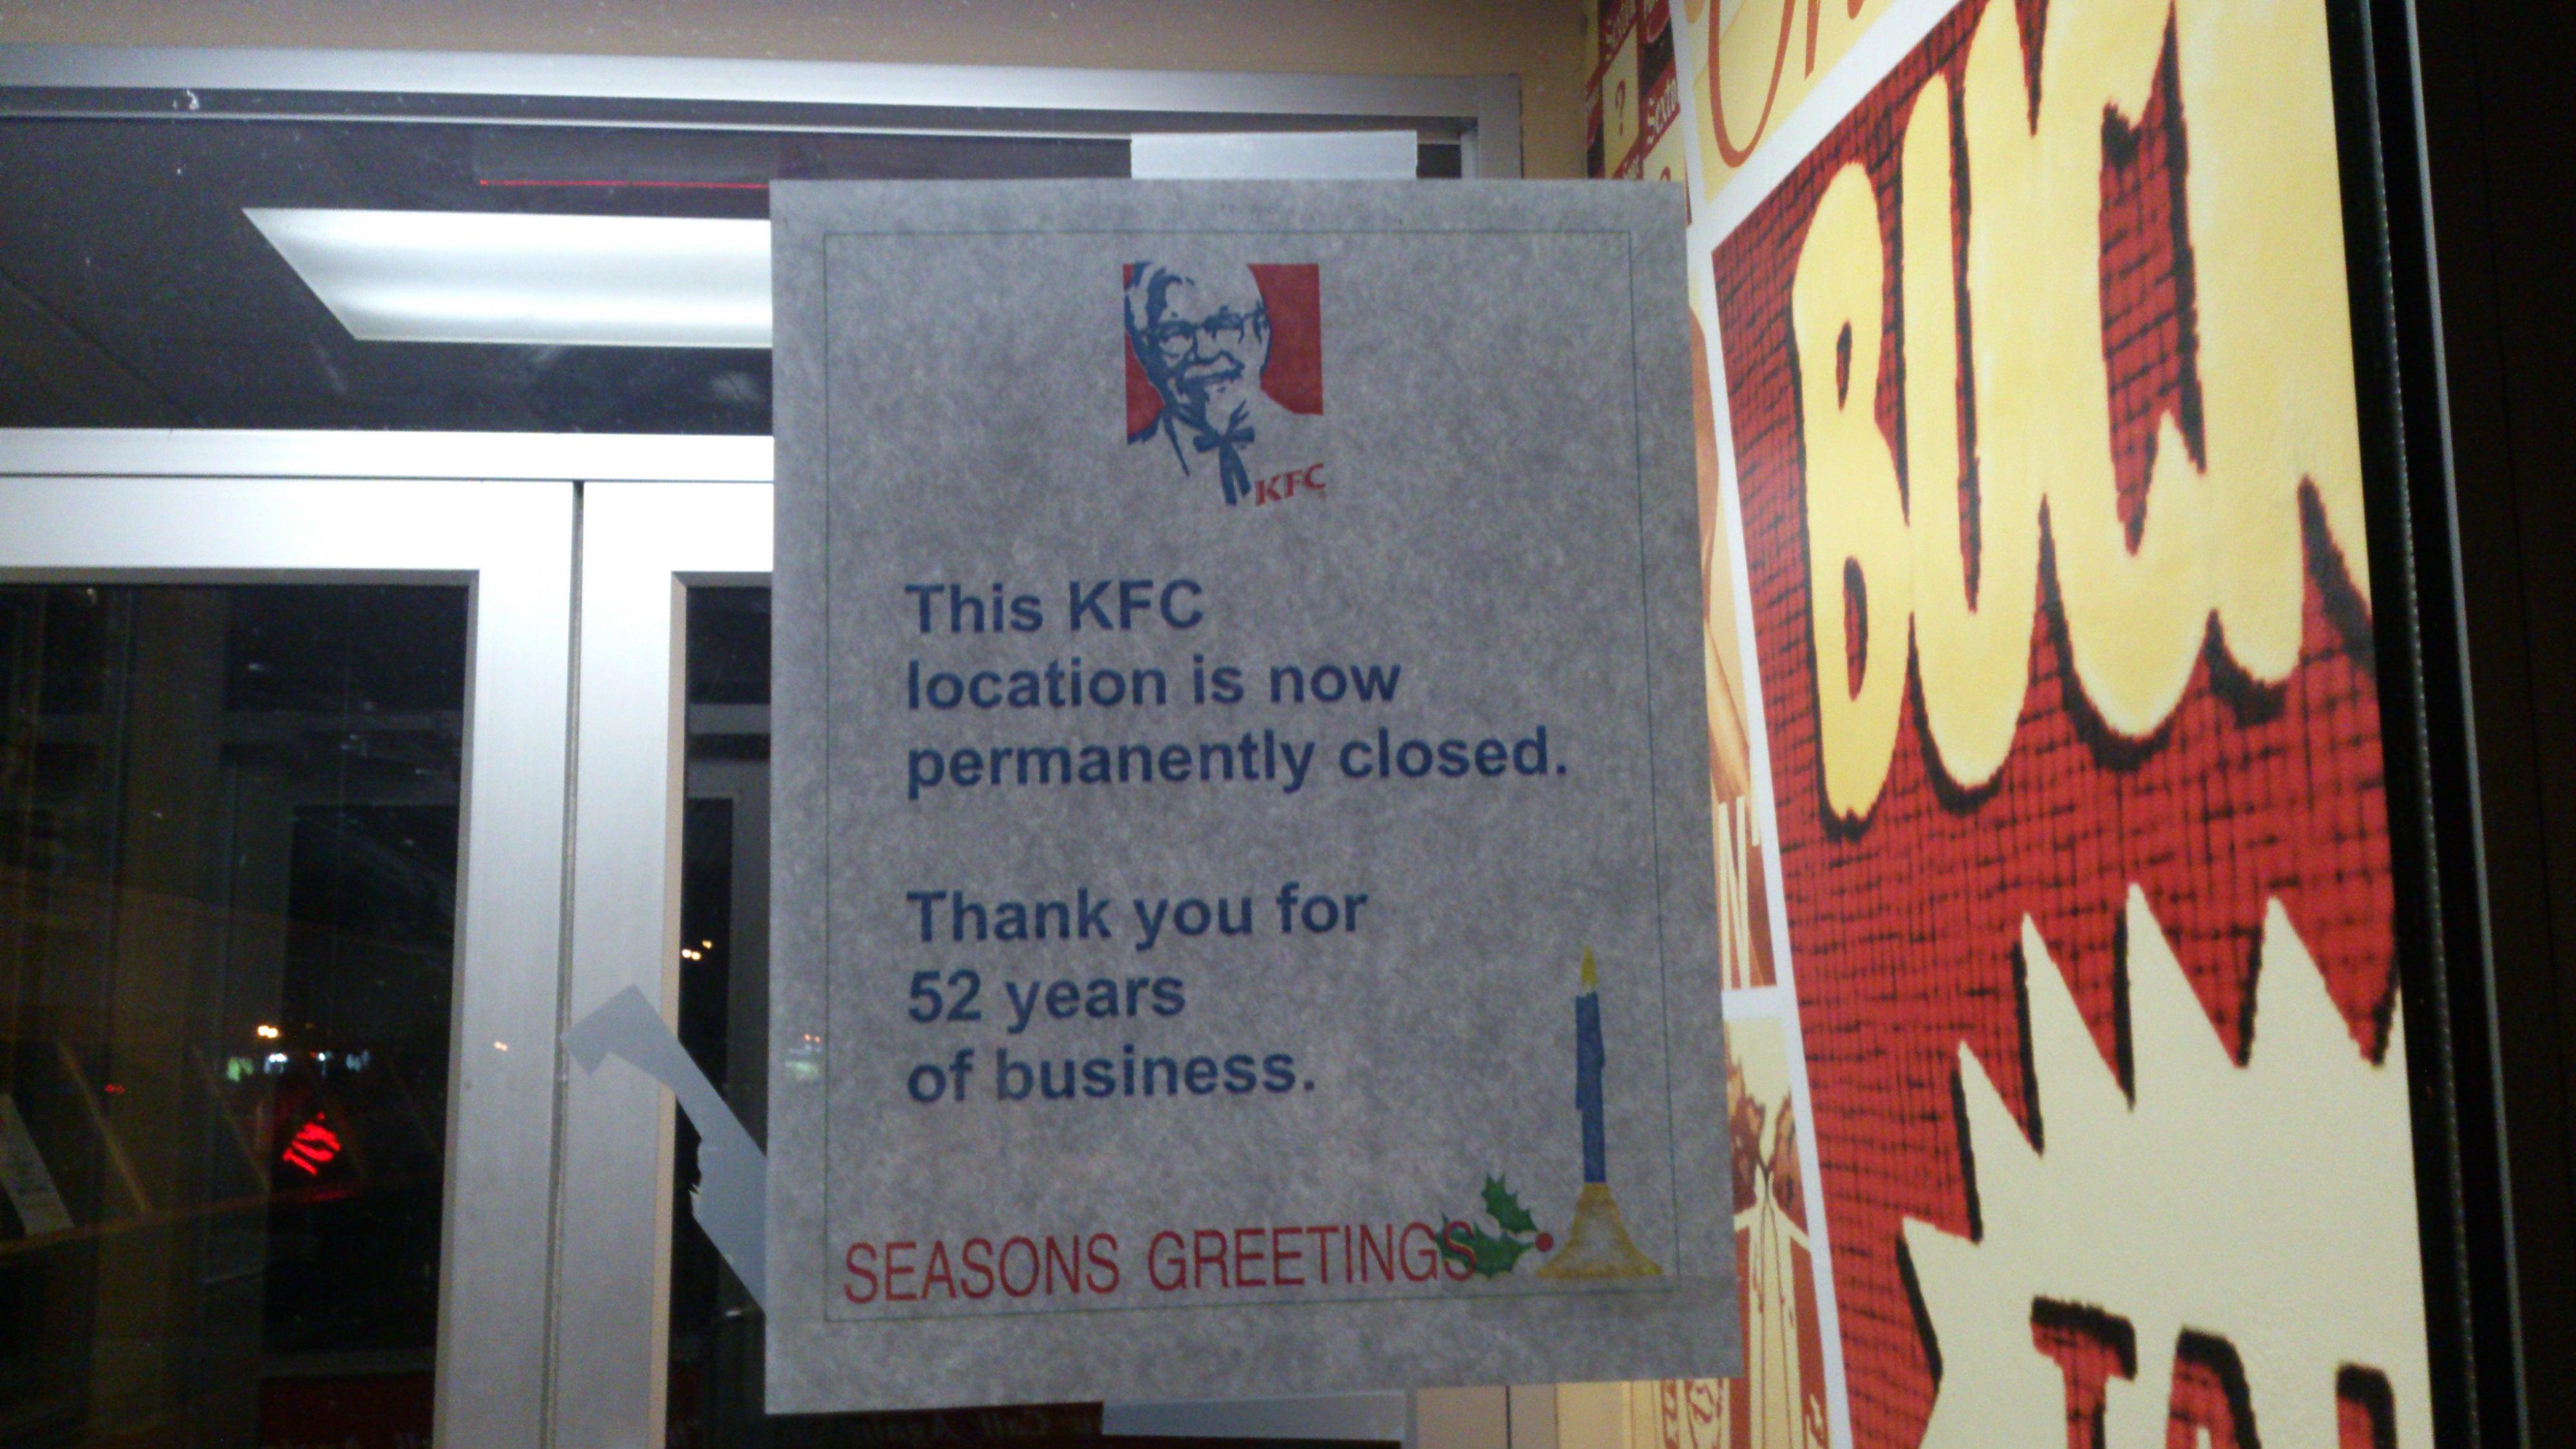 KFC
This KFC
location is now
permanently closed.
Thank you for
52 years
of business.
SEASONS GREETINGS